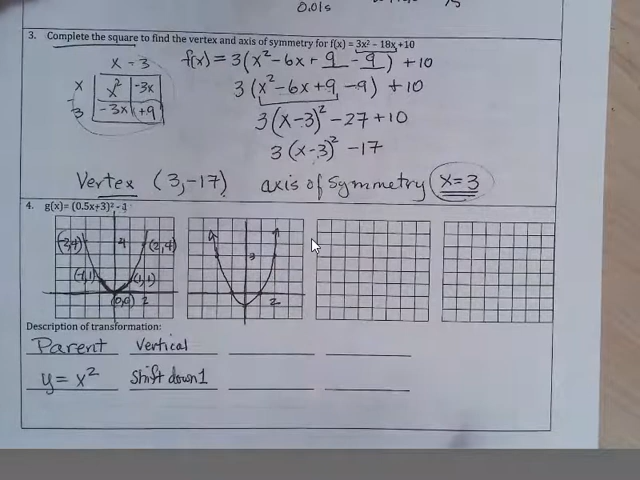 0.01s
3. Complete the square to find the vertex and axis of symmetry for f(x) = 3x² – 18x +10
x - 3
f(x) = 3(x² - 6x + 9 - 9) + 10
x x² -3x
-3 -3x +9
3(x² - 6x + 9 - 9) + 10
3(x-3)² - 27 + 10
3(x-3)² - 17
Vertex (3, -17) axis of symmetry x = 3
4. g(x)= (0.5x+3)² - 1
(-2,4) 4 (2,4) 3
(-1,1) (1,1)
(0,0) 2 2
Description of transformation:
Parent Vertical
y = x² Shift down 1